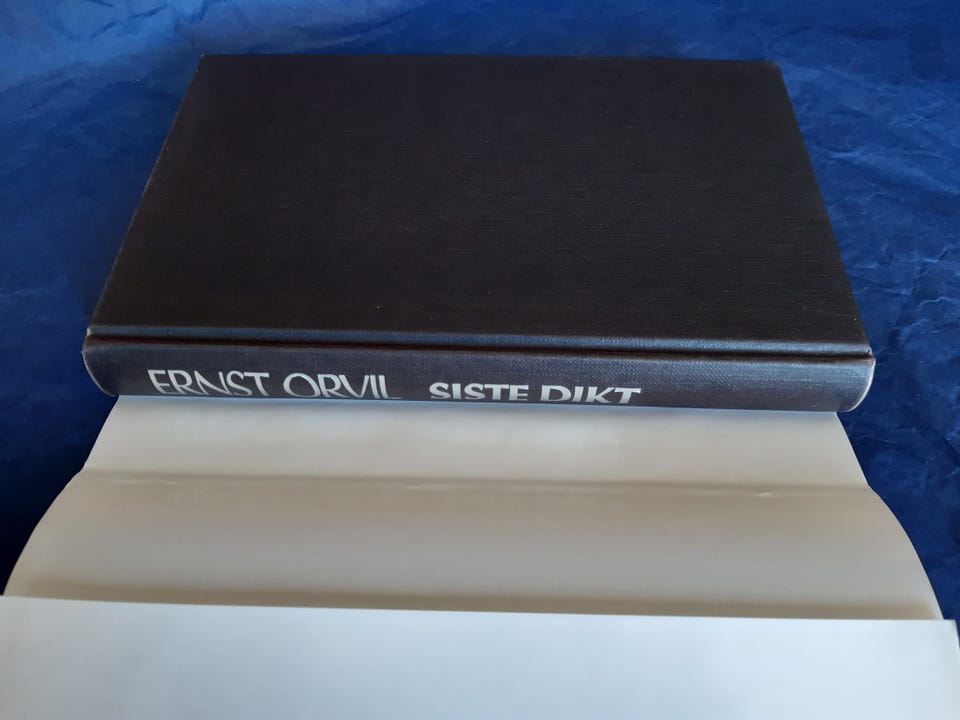 ERNST ORVIL SISTE DIKT